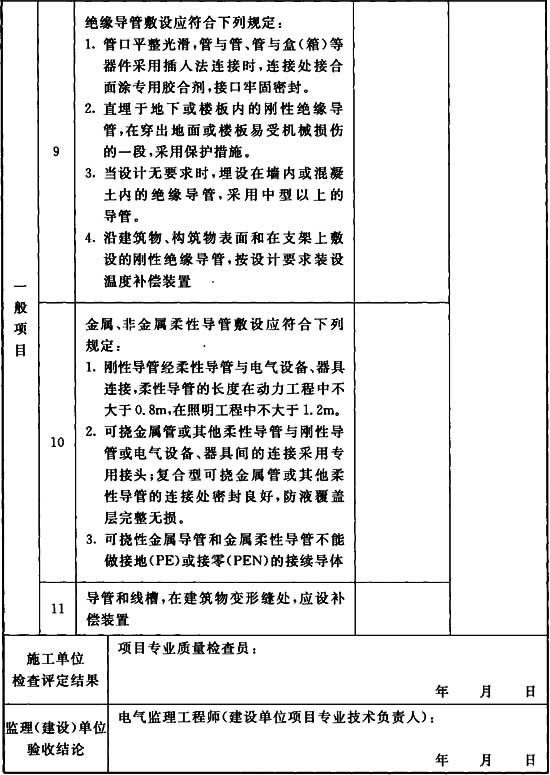 绝缘导管敷设应符合下列规定：
1. 管口平整光滑，管与管、管与盒(箱)等
器件采用插入法连接时，连接处接合
面涂专用胶合剂，接口牢固密封。
2. 直埋于地下或楼板内的刚性绝缘导
管，在穿出地面或楼板易受机械损伤
的一段，采用保护措施。
9
3. 当设计无要求时，埋设在墙内或混凝
土内的绝缘导管，采用中型以上的
导管。
4. 沿建筑物、构筑物表面和在支架上敷
设的刚性绝缘导管，按设计要求装设
温度补偿装置
一
般
项
目
金属、非金属柔性导管敷设应符合下列
规定：
1. 刚性导管经柔性导管与电气设备、器具
连接，柔性导管的长度在动力工程中不
大于0.8m，在照明工程中不大于1.2m。
2. 可挠金属管或其他柔性导管与刚性导
10
管或电气设备、器具间的连接采用专
用接头；复合型可挠金属管或其他柔
性导管的连接处密封良好，防液覆盖
层完整无损。
3. 可挠性金属导管和金属柔性导管不能
做接地(PE)或接零(PEN)的接续导体
11
导管和线槽，在建筑物变形缝处，应设补
偿装置
施工单位
检查评定结果
项目专业质量检查员：
年 月 日
监理(建设)单位
验收结论
电气监理工程师(建设单位项目专业技术负责人)：
年 月 日